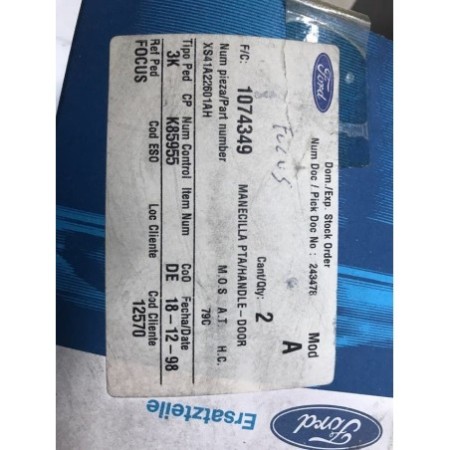 Ford
Dom./Exp. Stock Order
Num Doc / Pick Doc No : 243478
Mod
A
FOCUS
F/C: 1074349
Cant/Qty: 2
Num pieza/Part number
MANECILLA PTA/HANDLE-DOOR
XS41A22601AH
M.O.S A.T H.C.
79C
Tipo Ped CP Num Control Item Num CoO Fecha/Date
3K K85955 DE 18-12-98
Ref Ped Cod ESO Loc Cliente Cod Cliente
FOCUS 12570
Ersatzteile
Ford